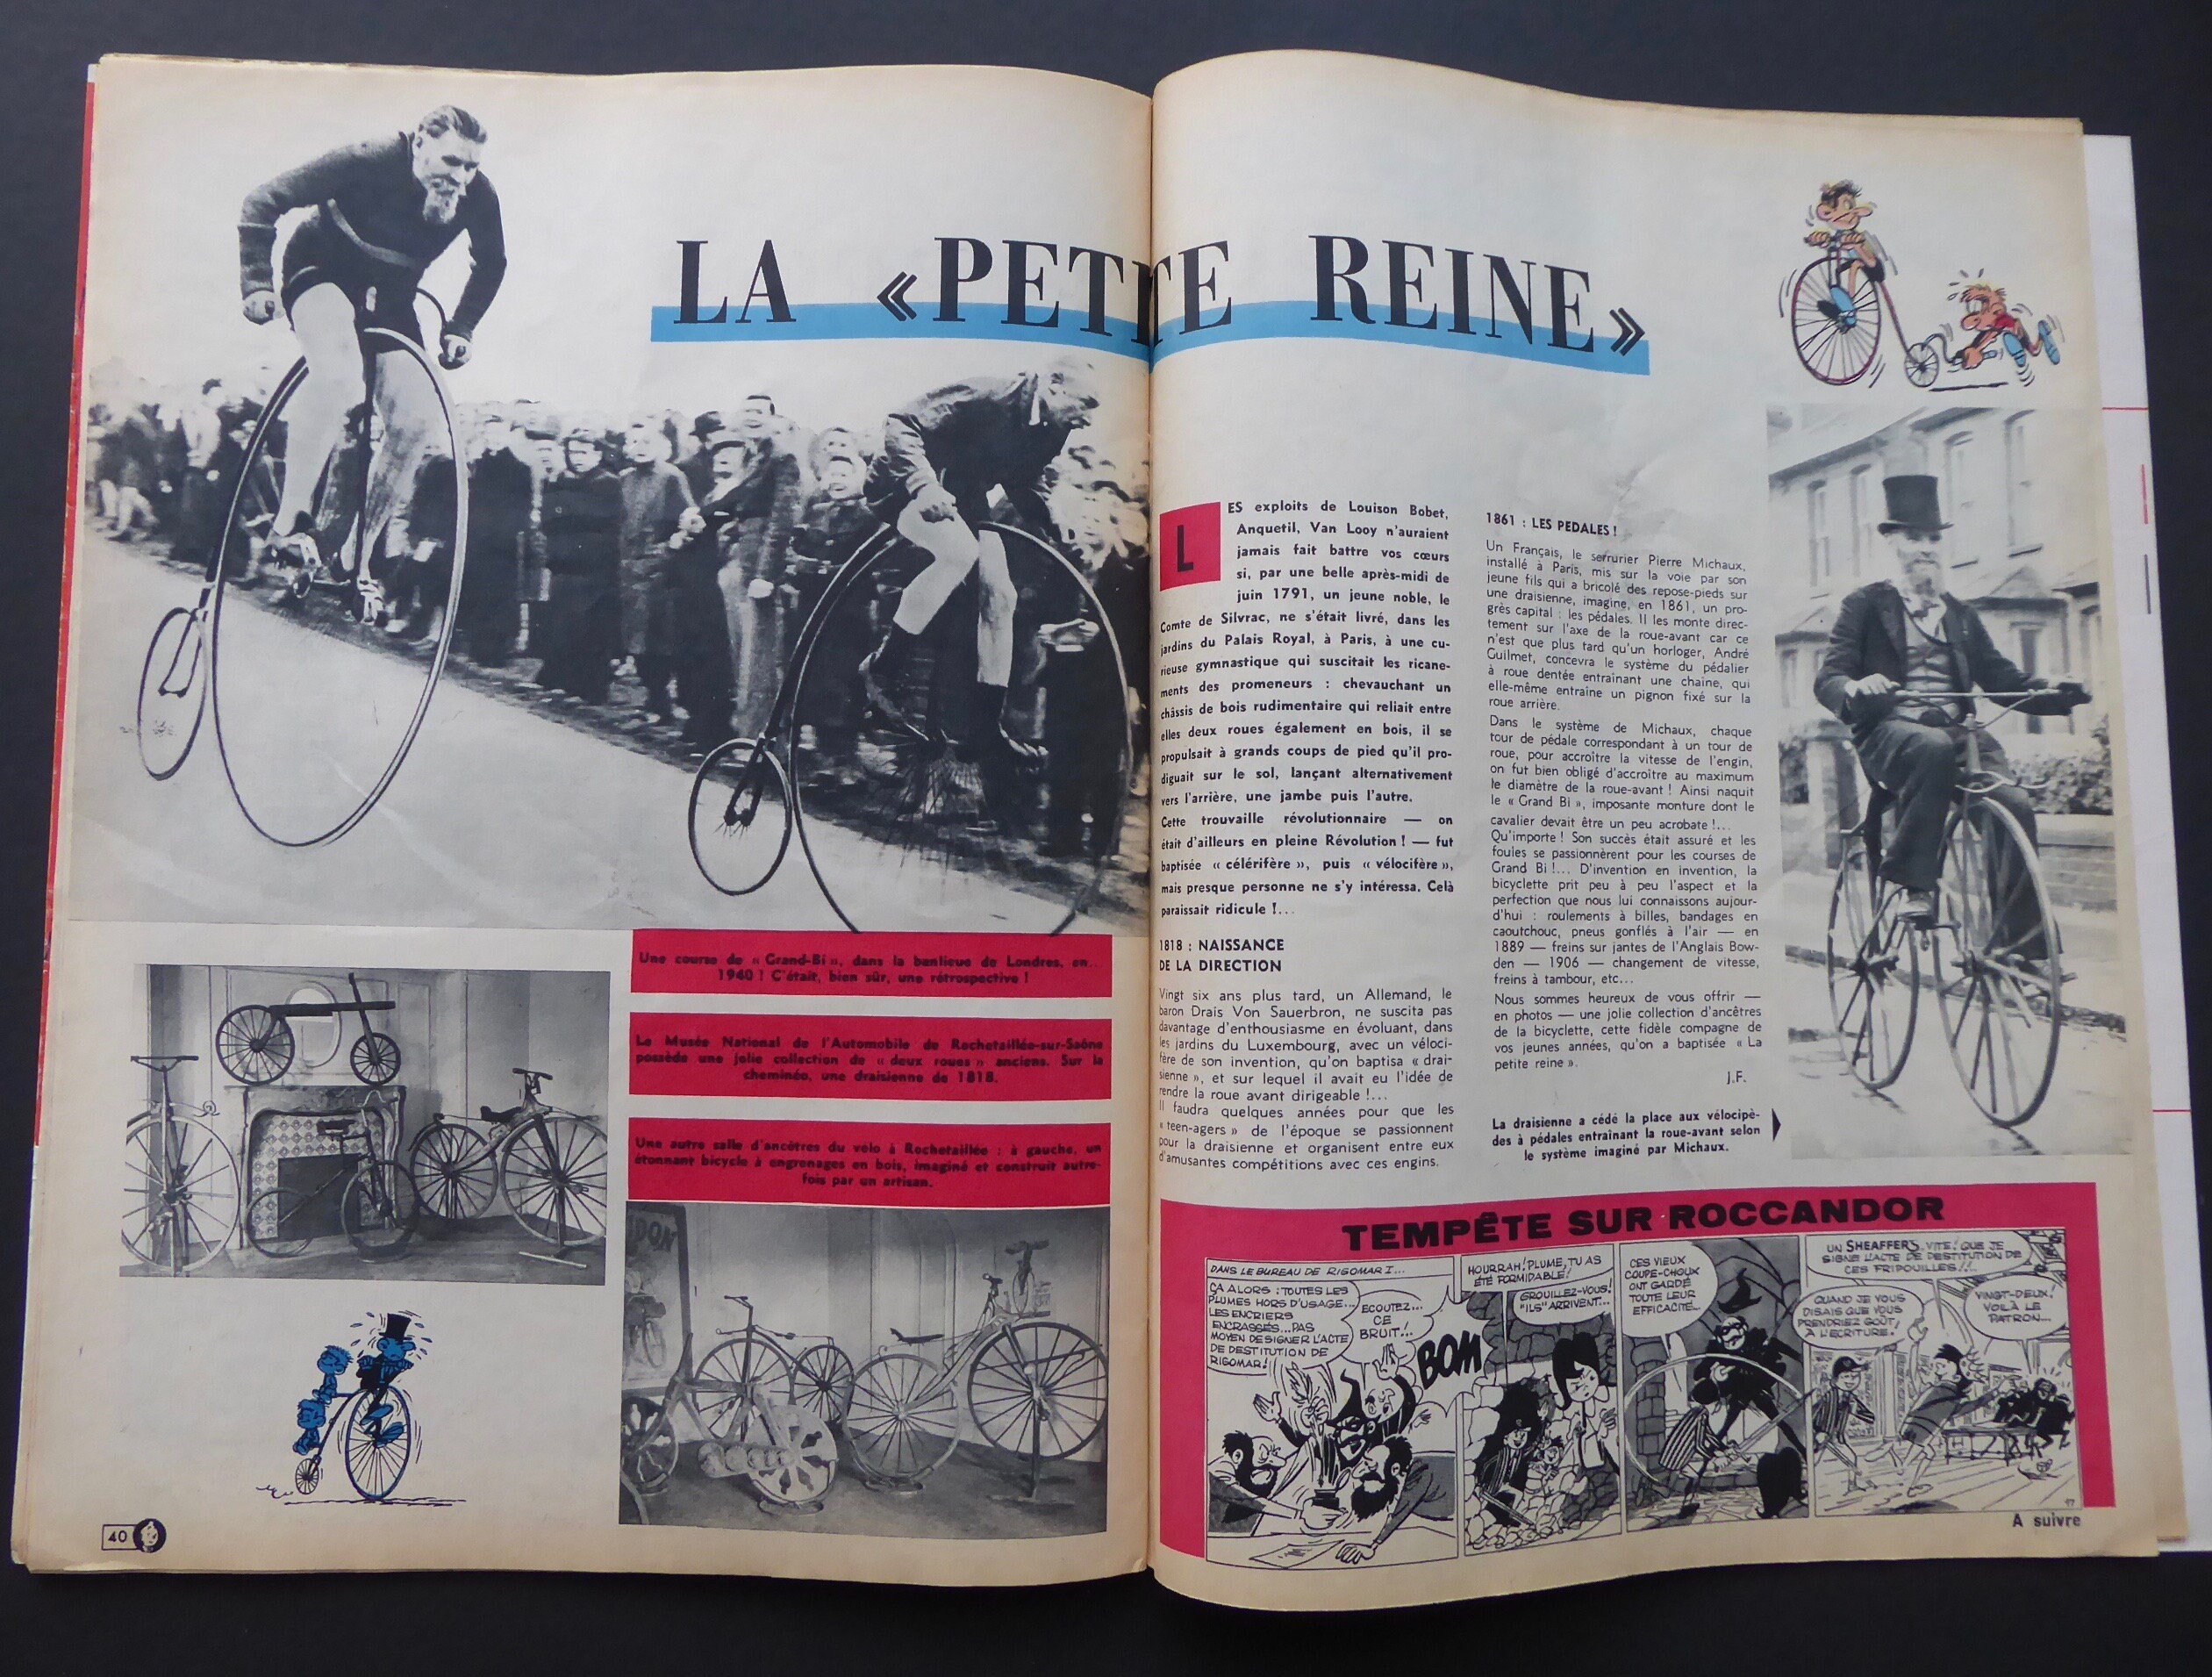 LA « PETITE REINE »
Une course de « Grand-Bi », dans la banlieue de Londres, en...
1940 ! C'était, bien sûr, une rétrospective !
Le Musée National de l'Automobile de Rochetaillée-sur-Saône
possède une jolie collection de « deux roues » anciens. Sur la
cheminée, une draisienne de 1818.
Une autre salle d'ancêtres du vélo à Rochetaillée : à gauche, un
étonnant bicycle à engrenages en bois, imaginé et construit autre-
fois par un artisan.
40
LES exploits de Louison Bobet,
Anquetil, Van Looy n'auraient
jamais fait battre vos cœurs
si, par une belle après-midi de
juin 1791, un jeune noble, le
Comte de Silvrac, ne s'était livré, dans les
jardins du Palais Royal, à Paris, à une cu-
rieuse gymnastique qui suscitait les ricane-
ments des promeneurs : chevauchant un
châssis de bois rudimentaire qui reliait entre
elles deux roues également en bois, il se
propulsait à grands coups de pied qu'il pro-
diguait sur le sol, lançant alternativement
vers l'arrière, une jambe puis l'autre.
Cette trouvaille révolutionnaire — on
était d'ailleurs en pleine Révolution ! — fut
baptisée « célérifère », puis « vélocifère »,
mais presque personne ne s'y intéressa. Celà
paraissait ridicule !...
1818 : NAISSANCE
DE LA DIRECTION
Vingt six ans plus tard, un Allemand, le
baron Drais Von Sauerbron, ne suscita pas
davantage d'enthousiasme en évoluant, dans
les jardins du Luxembourg, avec un véloci-
fère de son invention, qu'on baptisa « drai-
sienne », et sur lequel il avait eu l'idée de
rendre la roue avant dirigeable !...
Il faudra quelques années pour que les
« teen-agers » de l'époque se passionnent
pour la draisienne et organisent entre eux
d'amusantes compétitions avec ces engins.
1861 : LES PEDALES !
Un Français, le serrurier Pierre Michaux,
installé à Paris, mis sur la voie par son
jeune fils qui a bricolé des repose-pieds sur
une draisienne, imagine, en 1861, un pro-
grès capital : les pédales. Il les monte direc-
tement sur l'axe de la roue-avant car ce
n'est que plus tard qu'un horloger, André
Guilmet, concevra le système du pédalier
à roue dentée entraînant une chaine, qui
elle-même entraîne un pignon fixé sur la
roue arrière.
Dans le système de Michaux, chaque
tour de pédale correspondant à un tour de
roue, pour accroître la vitesse de l'engin,
on fut bien obligé d'accroître au maximum
le diamètre de la roue-avant ! Ainsi naquit
le « Grand Bi », imposante monture dont le
cavalier devait être un peu acrobate !...
Qu'importe ! Son succès était assuré et les
foules se passionnèrent pour les courses de
Grand Bi !... D'invention en invention, la
bicyclette prit peu à peu l'aspect et la
perfection que nous lui connaissons aujour-
d'hui : roulements à billes, bandages en
caoutchouc, pneus gonflés à l'air — en
1889 — freins sur jantes de l'Anglais Bow-
den — 1906 — changement de vitesse,
freins à tambour, etc...
Nous sommes heureux de vous offrir —
en photos — une jolie collection d'ancêtres
de la bicyclette, cette fidèle compagne de
vos jeunes années, qu'on a baptisée « La
petite reine ».
J.F.
La draisienne a cédé la place aux vélocipè-
des à pédales entraînant la roue-avant selon
le système imaginé par Michaux.
TEMPÊTE SUR ROCCANDOR
DANS LE BUREAU DE RIGOMAR I...
ÇA ALORS : TOUTES LES
PLUMES HORS D'USAGE...
LES ENCRIERS
ENCRASSÉS... PAS
MOYEN DE SIGNER L'ACTE
DE DESTITUTION DE
RIGOMAR !
ECOUTEZ...
CE
BRUIT !...
BOM
HOURRAH ! PLUME, TU AS
ÉTÉ FORMIDABLE !
GROUILLEZ-VOUS !
"ILS" ARRIVENT...
CES VIEUX
COUPE-CHOUX
ONT GARDÉ
TOUTE LEUR
EFFICACITÉ...
UN SHEAFFER'S, VITE ! QUE JE
SIGNE L'ACTE DE DESTITUTION DE
CES FRIPOUILLES !!..
QUAND JE VOUS
DISAIS QUE VOUS
PRENDRIEZ GOÛT,
À L'ÉCRITURE !
VINGT-DEUX !
VOILÀ LE
PATRON...
A suivre